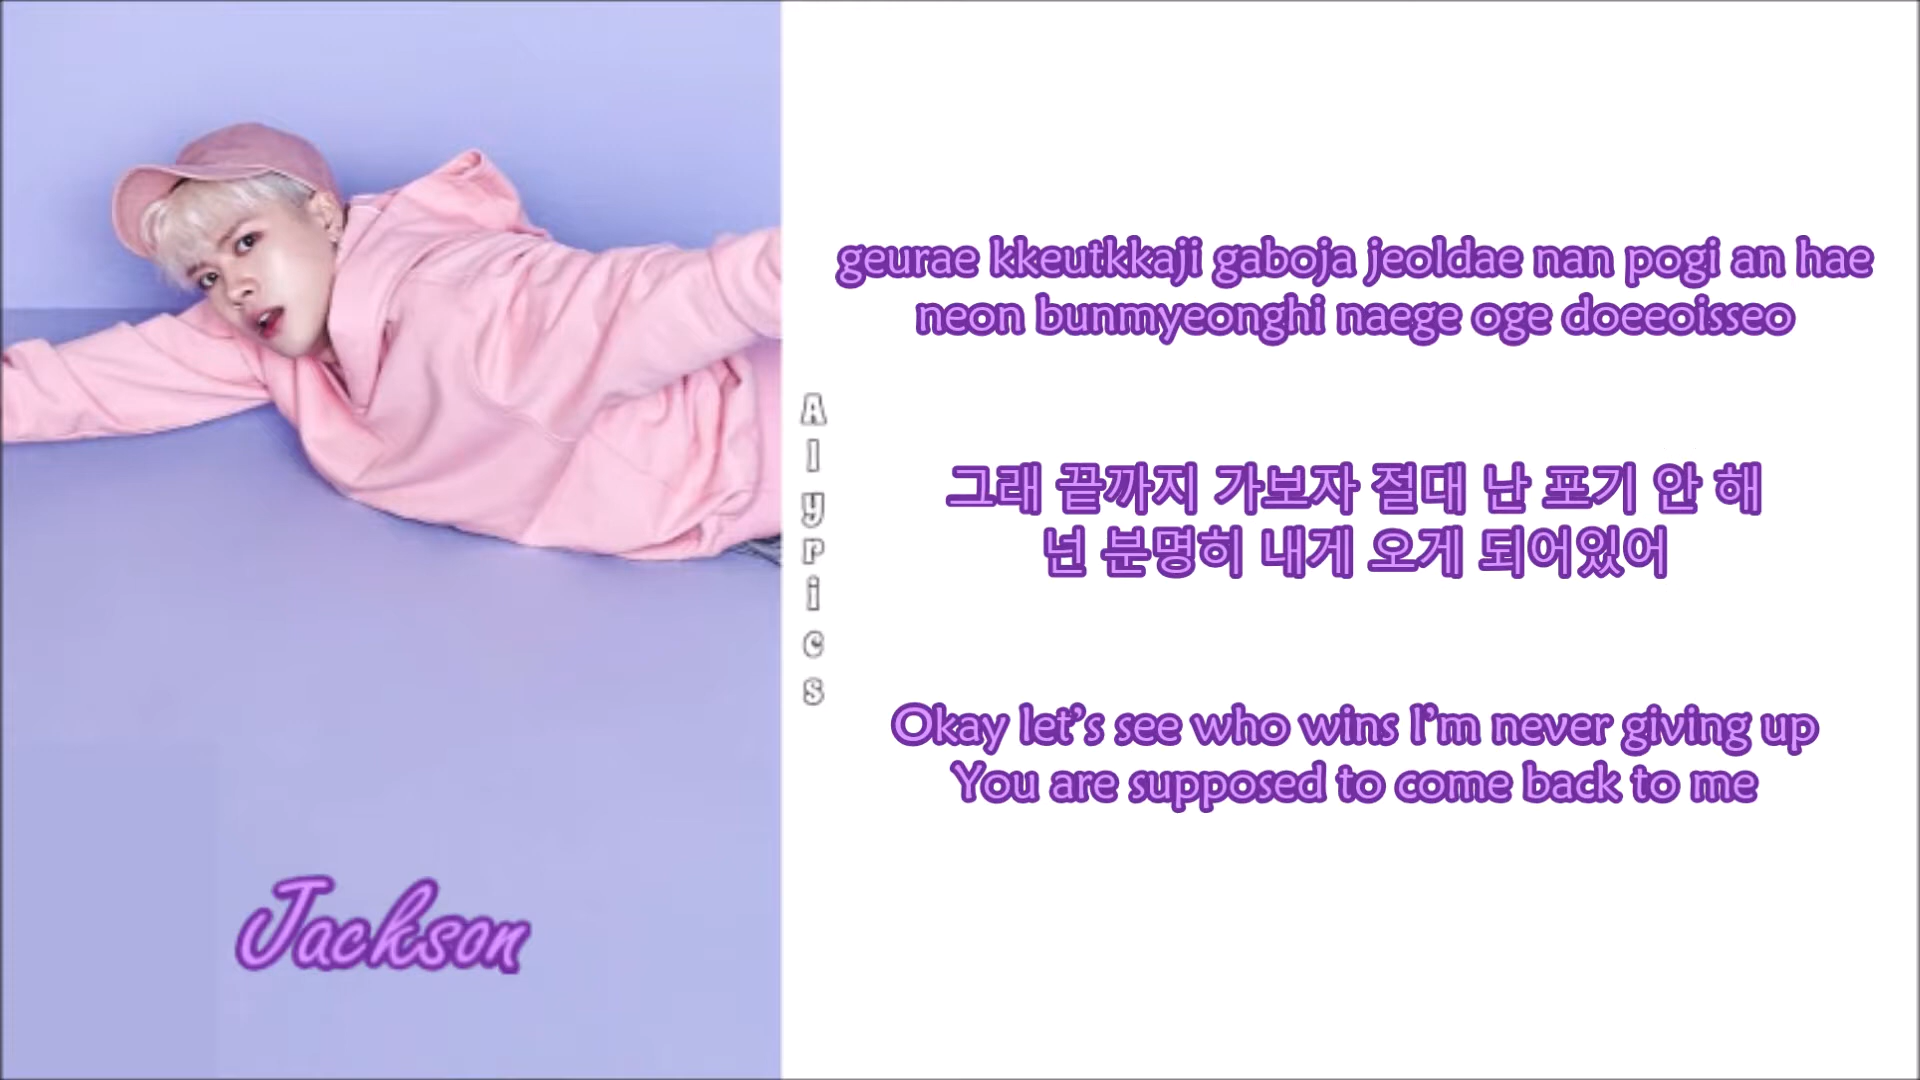 geurae kkeutkkaji gaboja jeoldae nan pogi an hae
neon bunmyeonghi naege oge doeeoisseo
그래 끝까지 가보자 절대 난 포기 안 해
넌 분명히 내게 오게 되어있어
Okay let's see who wins I'm never giving up
You are supposed to come back to me
Alyrics
Jackson